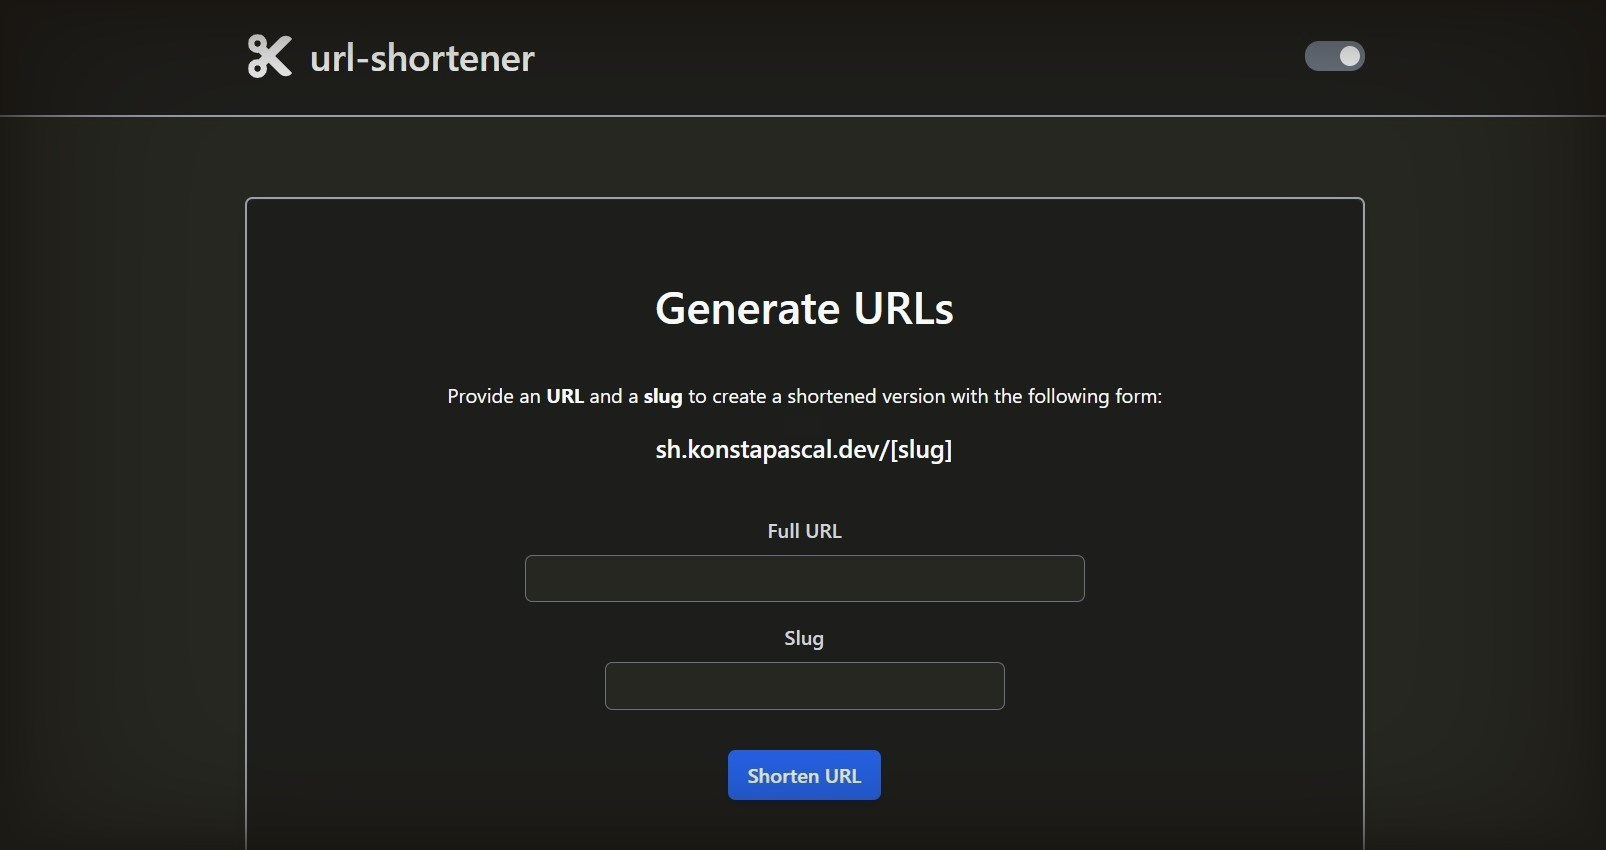 url-shortener
Generate URLs
Provide an URL and a slug to create a shortened version with the following form:
sh.konstapascal.dev/[slug]
Full URL
Slug
Shorten URL